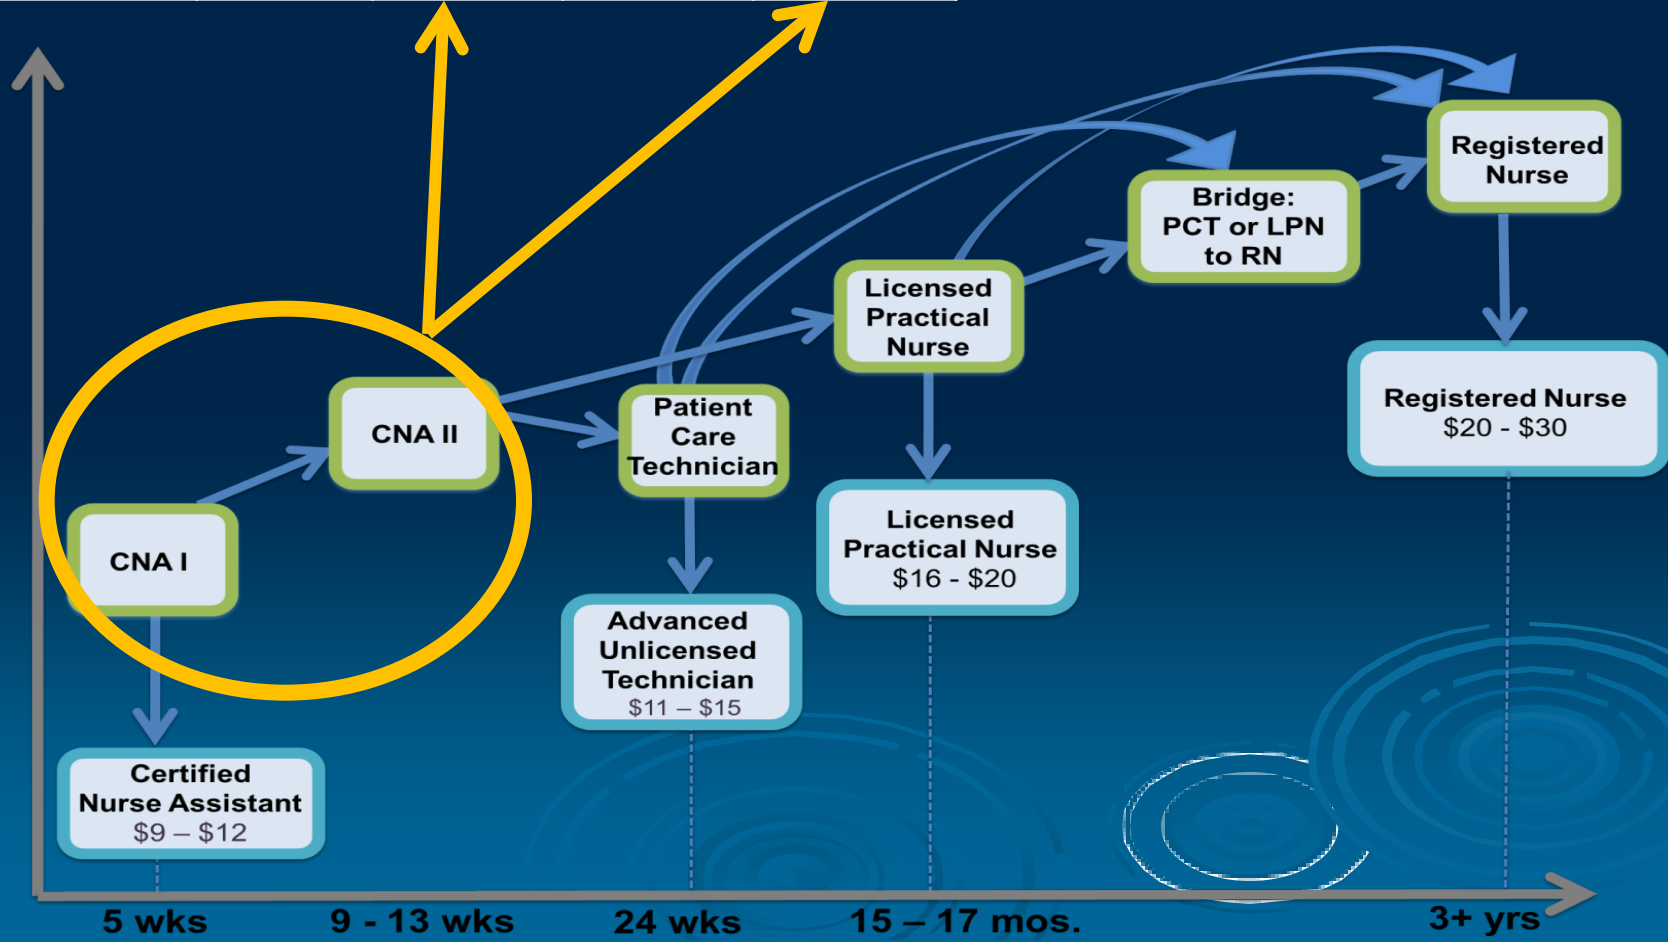 Registered
Nurse
Bridge:
PCT or LPN
to RN
Licensed
Practical
Nurse
CNA II
Patient
Care
Technician
CNA I
Registered Nurse
$20 - $30
Licensed
Practical Nurse
$16 - $20
Advanced
Unlicensed
Technician
$11 – $15
Certified
Nurse Assistant
$9 – $12
5 wks
9 - 13 wks
24 wks
15 – 17 mos.
3+ yrs